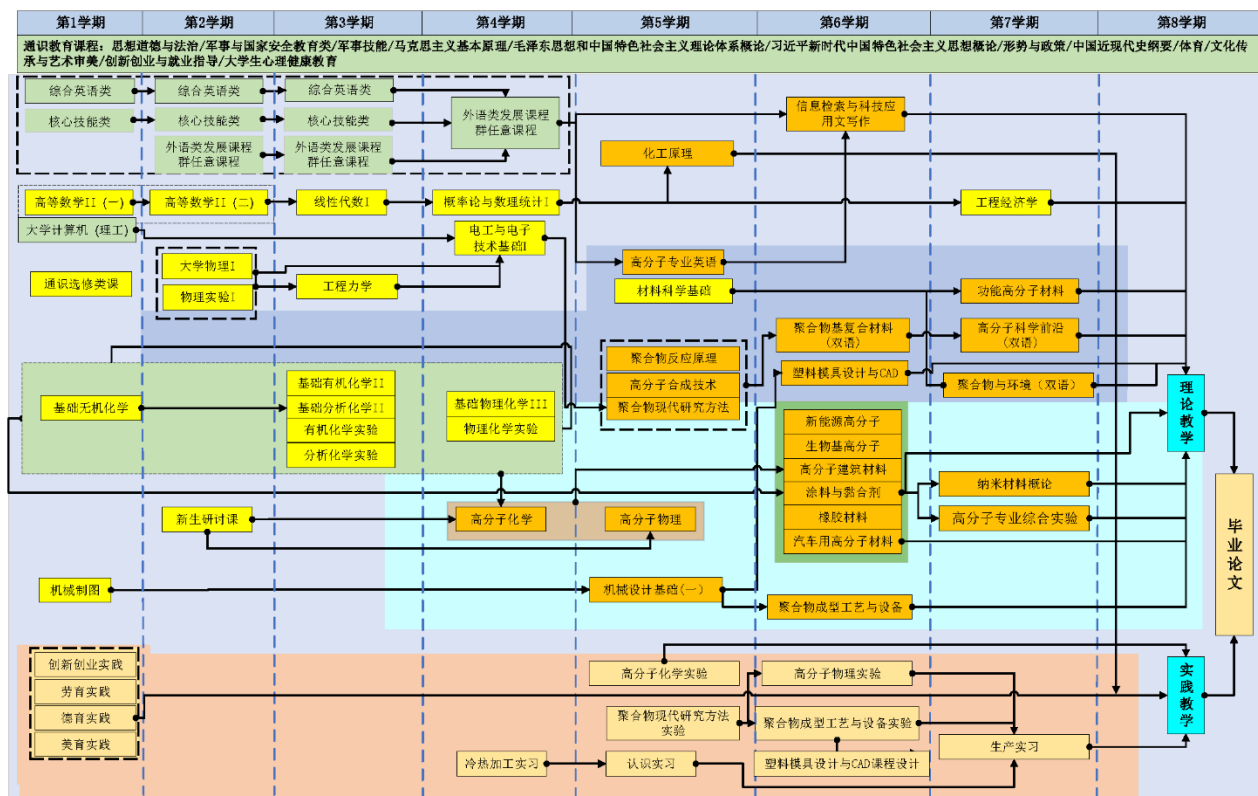 第1学期
第2学期
第3学期
第4学期
第5学期
第6学期
第7学期
第8学期
通识教育课程：思想道德与法治/军事与国家安全教育类/军事技能/马克思主义基本原理/毛泽东思想和中国特色社会主义理论体系概论/习近平新时代中国特色社会主义思想概论/形势与政策/中国近现代史纲要/体育/文化传
承与艺术审美/创新创业与就业指导/大学生心理健康教育
综合英语类
综合英语类
综合英语类
核心技能类
核心技能类
核心技能类
外语类发展课程
群任意课程
外语类发展课程
群任意课程
外语类发展课程
群任意课程
信息检索与科技应
用文写作
化工原理
高等数学II (一)
高等数学II (二)
线性代数I
概率论与数理统计I
工程经济学
大学计算机 (理工)
电工与电子
技术基础I
通识选修类课
大学物理I
物理实验I
工程力学
高分子专业英语
材料科学基础
功能高分子材料
聚合物基复合材料
(双语)
高分子科学前沿
(双语)
聚合物反应原理
高分子合成技术
聚合物现代研究方法
塑料模具设计与CAD
聚合物与环境（双语）
基础无机化学
基础有机化学II
基础分析化学II
有机化学实验
分析化学实验
基础物理化学III
物理化学实验
新能源高分子
生物基高分子
高分子建筑材料
涂料与黏合剂
橡胶材料
汽车用高分子材料
纳米材料概论
高分子专业综合实验
理论教学
新生研讨课
高分子化学
高分子物理
机械制图
机械设计基础(一)
聚合物成型工艺与设备
毕业论文
创新创业实践
劳育实践
德育实践
美育实践
高分子化学实验
高分子物理实验
聚合物现代研究方法
实验
聚合物成型工艺与设备实验
冷热加工实习
认识实习
塑料模具设计与CAD课程设计
生产实习
实践教学